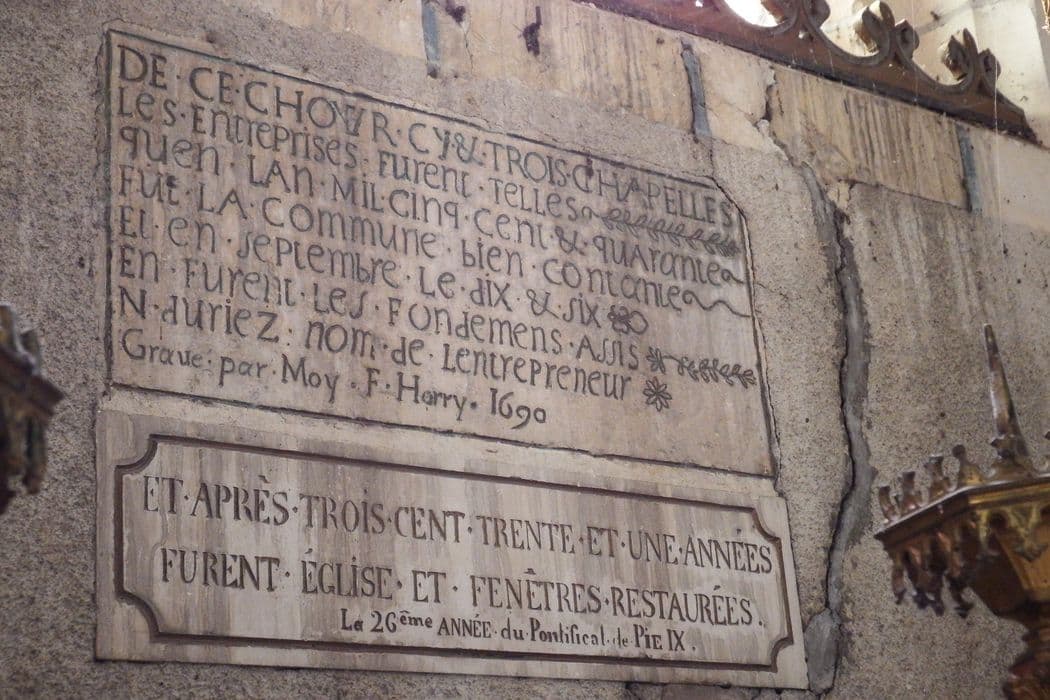 DE·CE·CHOVR·CY·&·TROIS·CHAPELLES
LES·Entreprises·Furent·Telles
quen·LAn·MiL·cinq·cent·&·quArante
Fut·LA·Commune·bien·contante
Et·en·septembre·Le·dix·&·six
En·Furent·Les·Fondemens·Assis
N·duriez·nom·de·Lentrepreneur
Graue·par·Moy·F·Harry·1690
ET·APRÈS·TROIS·CENT·TRENTE·ET·UNE·ANNÉES
FURENT·ÉGLISE·ET·FENÊTRES·RESTAURÉES.
La 26ême ANNÉE·du·Pontifical·de PIE IX.